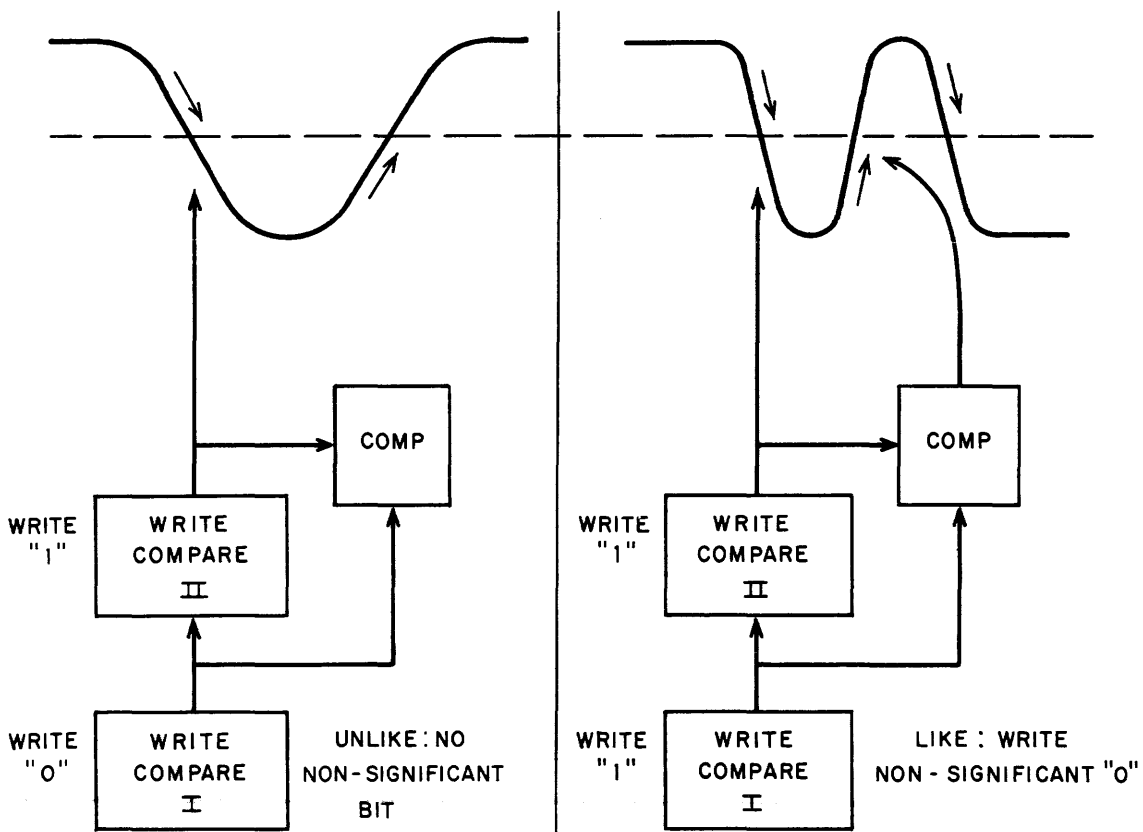 COMP
WRITE
"1"
WRITE
COMPARE
II
WRITE
"0"
WRITE
COMPARE
I
UNLIKE: NO
NON-SIGNIFICANT
BIT
COMP
WRITE
"1"
WRITE
COMPARE
II
WRITE
"1"
WRITE
COMPARE
I
LIKE: WRITE
NON-SIGNIFICANT "0"